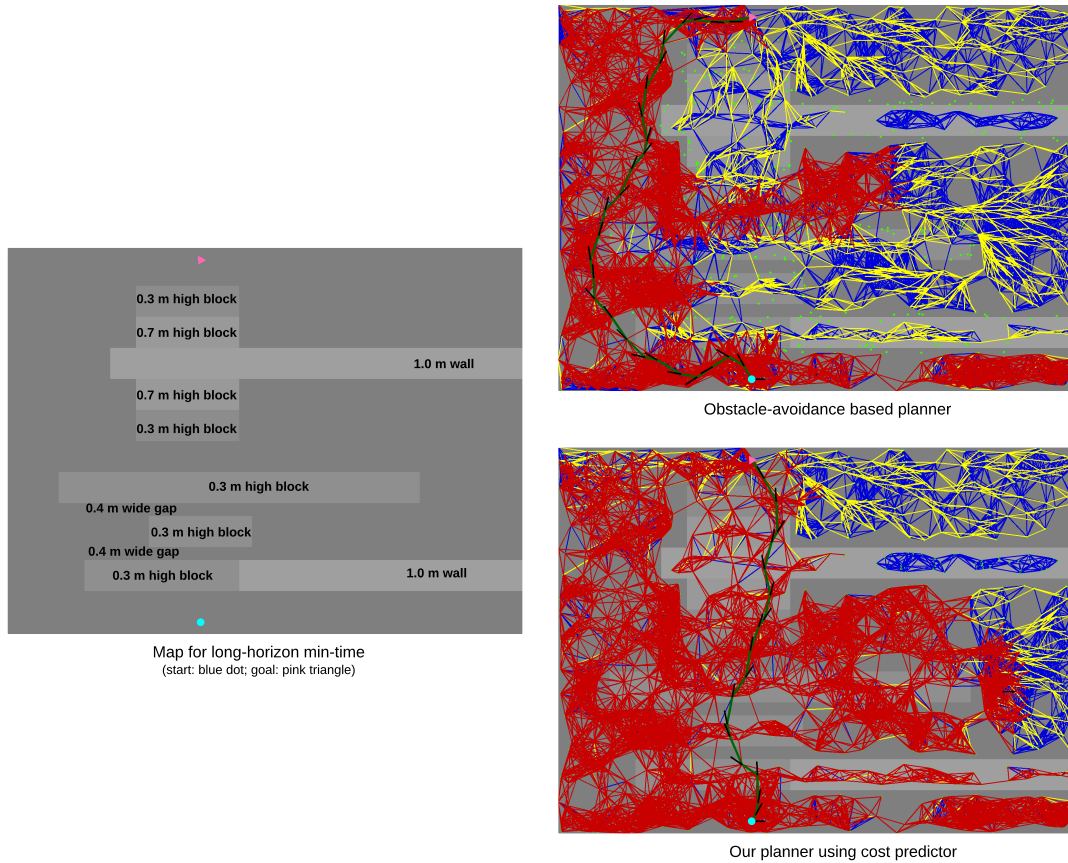 0.3 m high block
0.7 m high block
1.0 m wall
0.7 m high block
0.3 m high block
0.3 m high block
0.4 m wide gap
0.3 m high block
0.4 m wide gap
0.3 m high block
1.0 m wall
Map for long-horizon min-time
(start: blue dot; goal: pink triangle)
Obstacle-avoidance based planner
Our planner using cost predictor